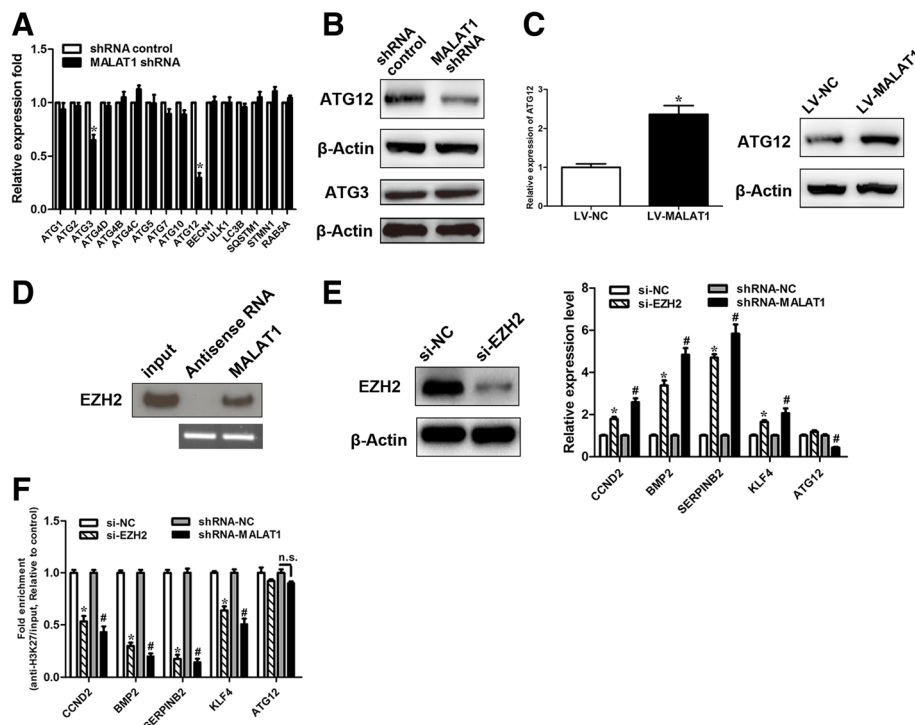 A
Relative expression fold
1.5
1.0
0.5
0.0
shRNA control
MALAT1 shRNA
*
*
ATG1
ATG2
ATG3
ATG4D
ATG4B
ATG4C
ATG5
ATG7
ATG10
ATG12
BECN1
ULK1
LC3B
SQSTM1
STMN1
RAB5A
B
shRNA control
MALAT1 shRNA
ATG12
β-Actin
ATG3
β-Actin
C
Relative expression of ATG12
3
2
1
0
*
LV-NC
LV-MALAT1
LV-NC
LV-MALAT1
ATG12
β-Actin
D
input
Antisense RNA
MALAT1
EZH2
E
si-NC
si-EZH2
EZH2
β-Actin
Relative expression level
8
6
4
2
0
si-NC
si-EZH2
shRNA-NC
shRNA-MALAT1
*
#
*
#
*
#
*
#
#
CCND2
BMP2
SERPINB2
KLF4
ATG12
F
Fold enrichment
(anti-H3K27/input, Relative to control)
1.5
1.0
0.5
0.0
si-NC
si-EZH2
shRNA-NC
shRNA-MALAT1
*
#
*
#
*
#
*
#
n.s.
CCND2
BMP2
SERPINB2
KLF4
ATG12